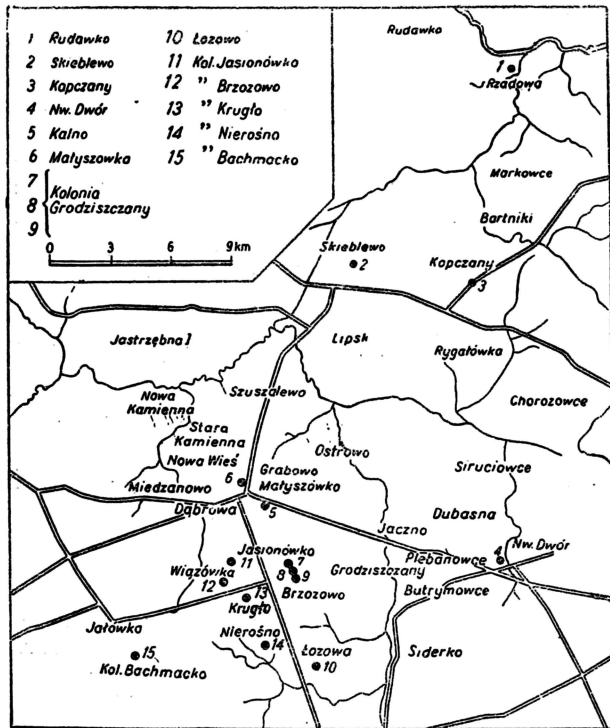 1 Rudawko
2 Skieblewo
3 Kopczany
4 Nw. Dwór
5 Kalno
6 Małyszowka
7
8 Kolonia Grodziszczany
9
10 Łozowo
11 Kol. Jasionówka
12 " Brzozowo
13 " Krugło
14 " Nierośno
15 " Bachmacko
0 3 6 9 km
Rudawko
1
Rządowa
Markowce
Bartniki
Skieblewo
2
Kopczany
3
Jastrzębna I
Lipsk
Rygałówka
Szuszalewo
Chorozowce
Nowa
Kamienna
Stara
Kamienna
Ostrowo
Nowa Wieś
Siruciowce
6
Grabowo
Małyszówko
Miedzanowo
Dąbrowa
5
Dubasna
Jaczno
Nw. Dwór
4
Plebanowce
Jasionówka
11
7
8
9
Grodziszczany
Wiązówka
12
Brzozowo
Butrymowce
13
Krugło
Jałówka
Nierośno
14
Siderko
15
Kol. Bachmacko
Łozowa
10